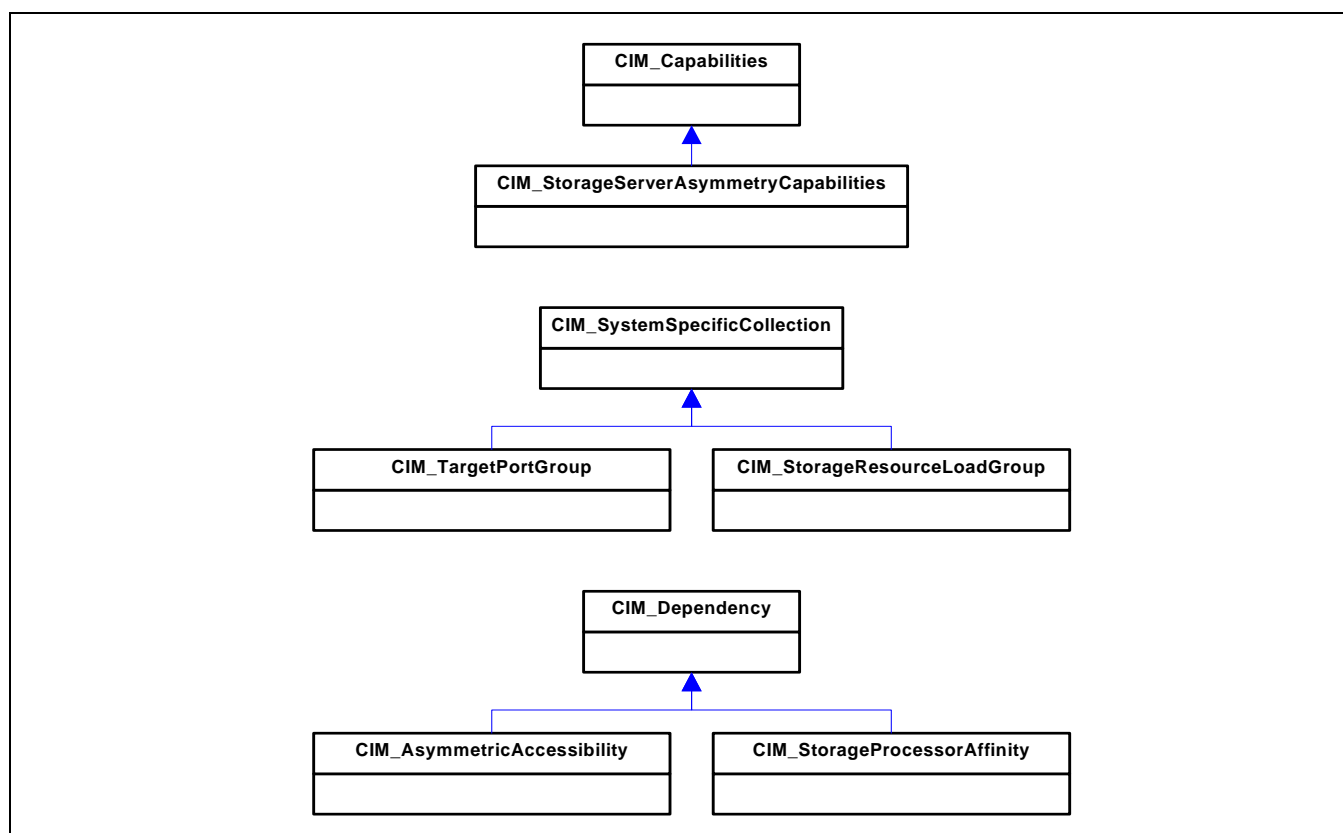 CIM_Capabilities
CIM_StorageServerAsymmetryCapabilities
CIM_SystemSpecificCollection
CIM_TargetPortGroup
CIM_StorageResourceLoadGroup
CIM_Dependency
CIM_AsymmetricAccessibility
CIM_StorageProcessorAffinity